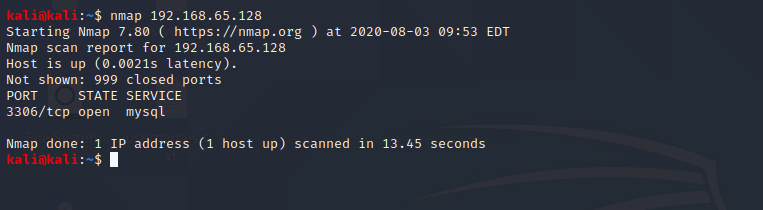 kali@kali:~$ nmap 192.168.65.128
Starting Nmap 7.80 ( https://nmap.org ) at 2020-08-03 09:53 EDT
Nmap scan report for 192.168.65.128
Host is up (0.0021s latency).
Not shown: 999 closed ports
PORT     STATE SERVICE
3306/tcp open  mysql

Nmap done: 1 IP address (1 host up) scanned in 13.45 seconds
kali@kali:~$